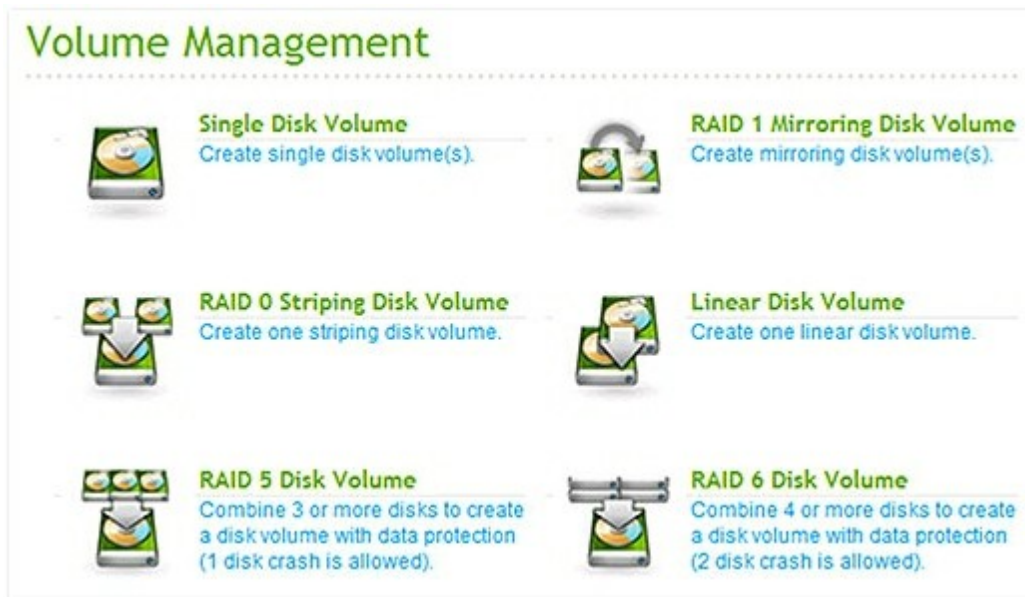 Volume Management
Single Disk Volume
Create single disk volume(s).
RAID 1 Mirroring Disk Volume
Create mirroring disk volume(s).
RAID 0 Striping Disk Volume
Create one striping disk volume.
Linear Disk Volume
Create one linear disk volume.
RAID 5 Disk Volume
Combine 3 or more disks to create
a disk volume with data protection
(1 disk crash is allowed).
RAID 6 Disk Volume
Combine 4 or more disks to create
a disk volume with data protection
(2 disk crash is allowed).